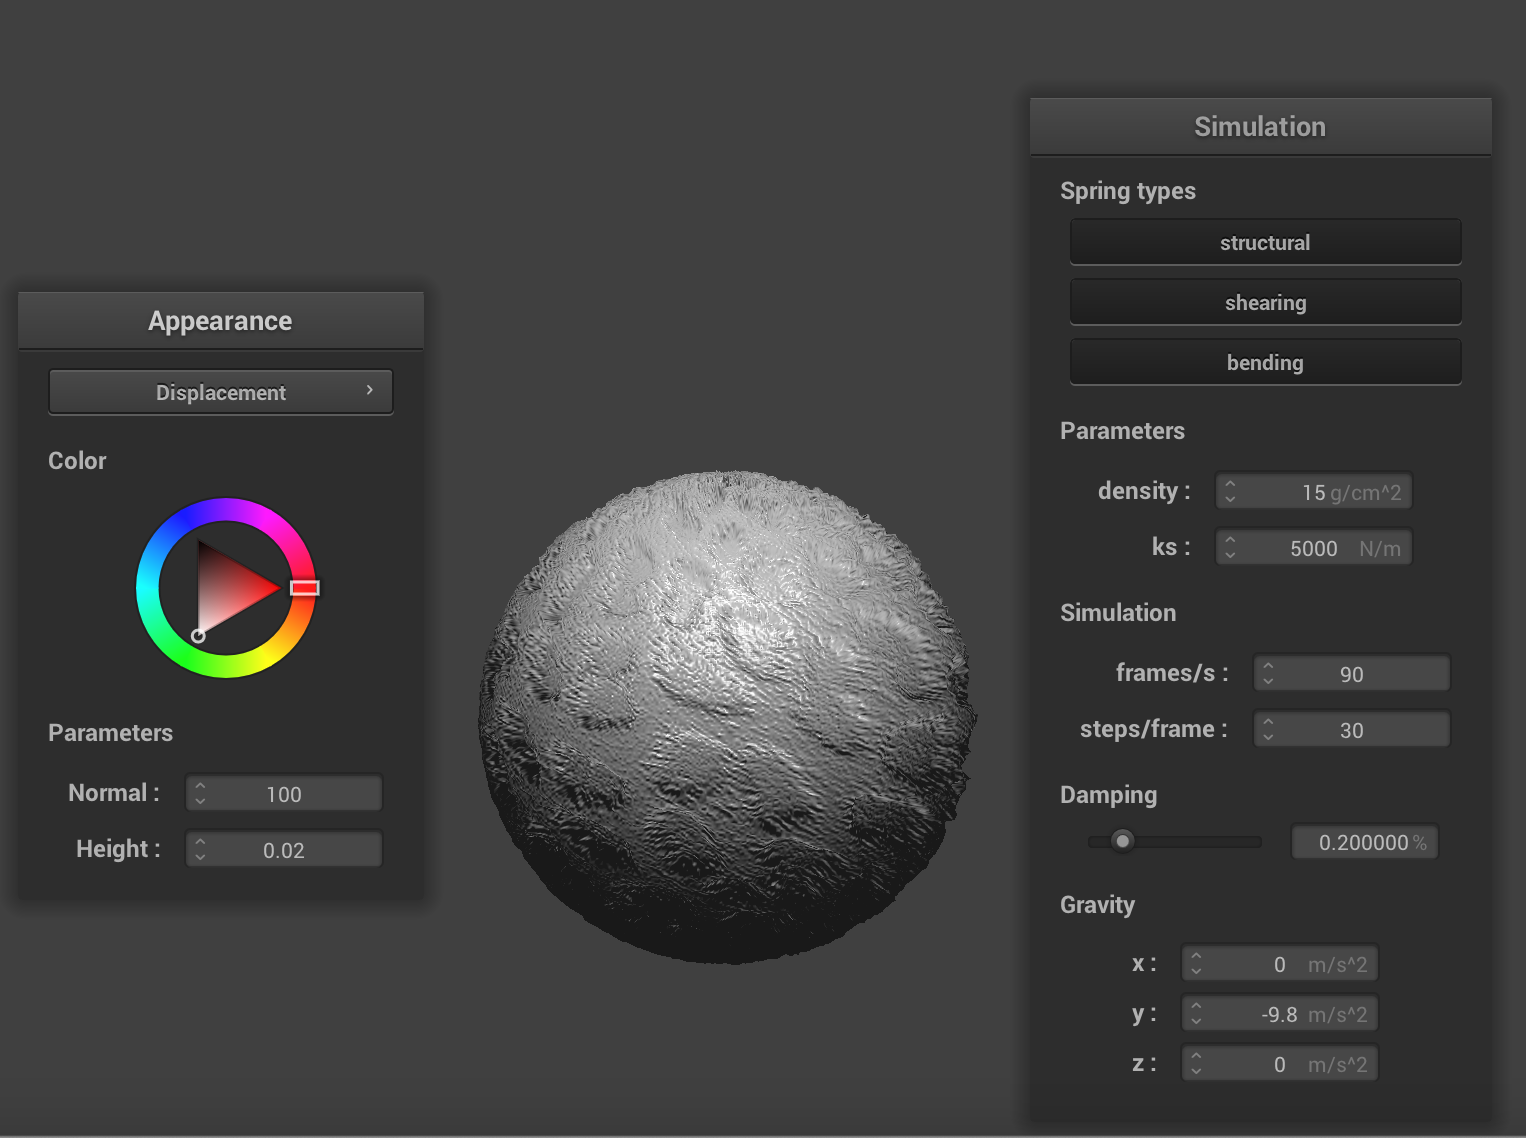 Appearance
Displacement
Color
Parameters
Normal : 100
Height : 0.02
Simulation
Spring types
structural
shearing
bending
Parameters
density : 15 g/cm^2
ks : 5000 N/m
Simulation
frames/s : 90
steps/frame : 30
Damping
0.200000 %
Gravity
x : 0 m/s^2
y : -9.8 m/s^2
z : 0 m/s^2